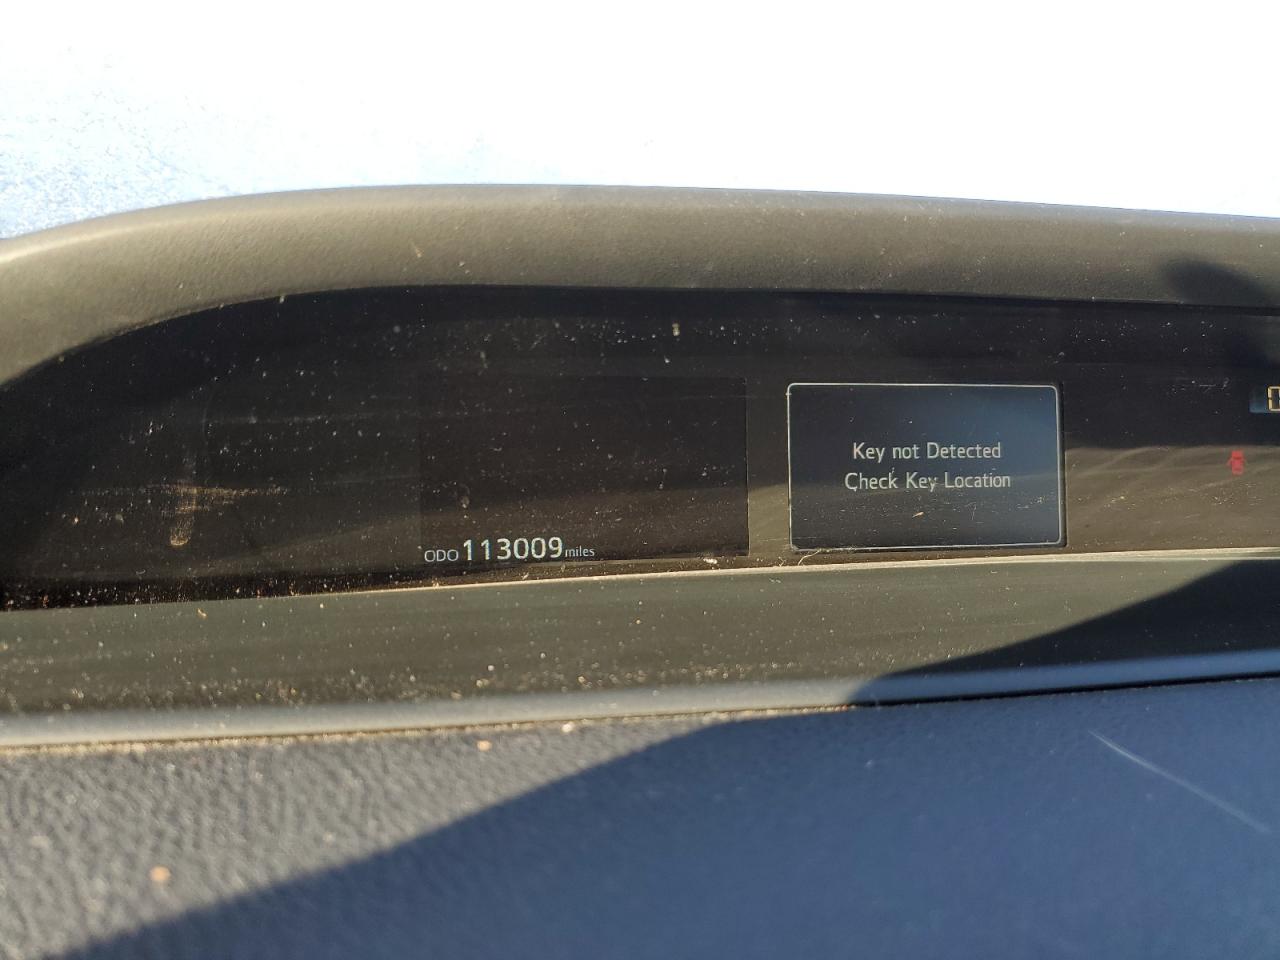 Key not Detected
Check Key Location
ODO 113009 miles